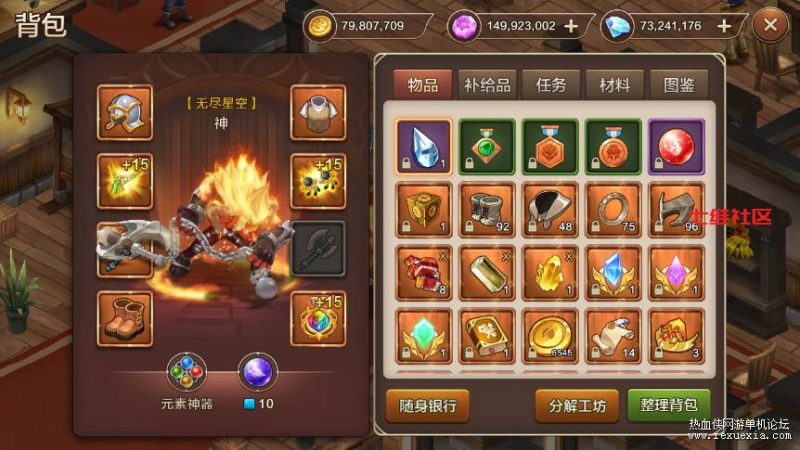 背包
79,807,709
149,923,002 +
73,241,176 +
物品 补给品 任务 材料 图鉴
【无尽星空】
神
+15
+15
+15
1
1 92 48 75 96
七维社区
8 1 1 1 1
1 1 6545 14 3
元素神器 10
随身银行 分解工坊 整理背包
热血侠网游单机论坛
www.rexuexia.com